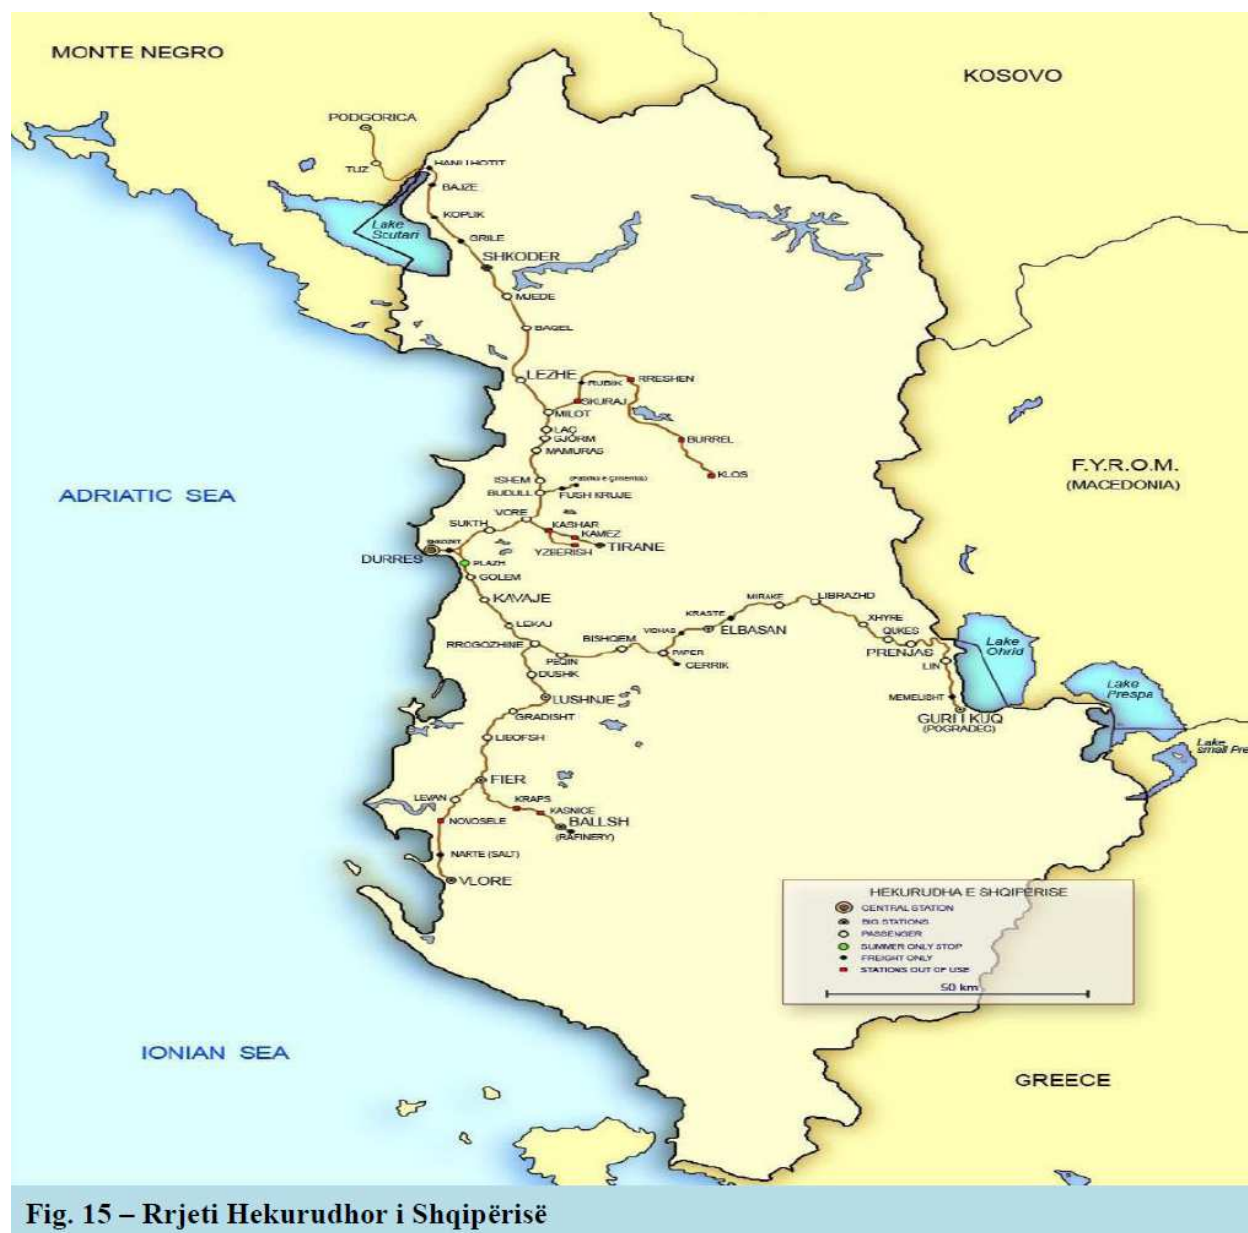 MONTE NEGRO
KOSOVO
PODGORICA
TUZ
HANI HOTIT
BAJZE
KOPLIK
Lake
Scutari
GRILE
SHKODER
MJEDE
BAQEL
LEZHE
RUBIK
RRESHEN
SKURAJ
MILOT
LAÇ
GJORM
BURREL
MAMURAS
F.Y.R.O.M.
(MACEDONIA)
KLOS
ISHEM
BUDULL
FUSH KRUJE
ADRIATIC SEA
VORE
SUKTH
KASHAR
KAMEZ
YZBERISH
TIRANE
DURRES
PLAZH
GOLEM
KAVAJE
MIRAKE
LIBRAZHD
KRASTE
LEKAJ
XHYRE
ELBASAN
QUKES
BISHQEM
RROGOZHINE
PRENJAS
Lake
Ohrid
PEQIN
PAPER
CERRIK
LIN
DUSHK
Lake
Prespa
LUSHNJE
MEMELISHT
GRADISHT
GURI I KUQ
(POGRADEC)
LIBOFSH
Lake
small Pre
FIER
LEVAN
KRAPS
KASNICE
NOVOSELE
BALLSH
(RAFINERY)
NARTE (SALT)
VLORE
HEKURUDHA E SHQIPERISE
CENTRAL STATION
BIG STATIONS
PASSENGER
SUMMER ONLY STOP
FREIGHT ONLY
STATIONS OUT OF USE
50 km
IONIAN SEA
GREECE
Fig. 15 – Rrjeti Hekurudhor i Shqipërisë